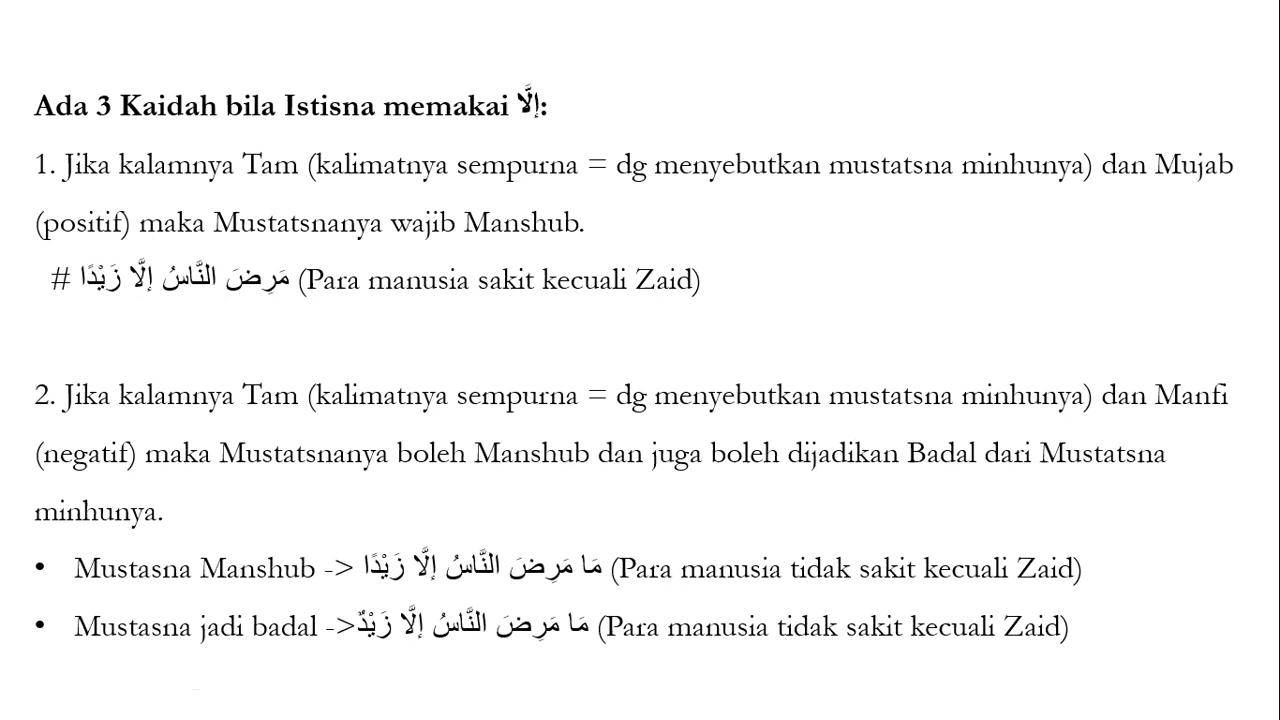 Ada 3 Kaidah bila Istisna memakai إلَّا:
1. Jika kalamnya Tam (kalimatnya sempurna = dg menyebutkan mustatsna minhunya) dan Mujab
(positif) maka Mustatsnanya wajib Manshub.
# مَرِضَ النَّاسُ إلَّا زَيْدًا (Para manusia sakit kecuali Zaid)
2. Jika kalamnya Tam (kalimatnya sempurna = dg menyebutkan mustatsna minhunya) dan Manfi
(negatif) maka Mustatsnanya boleh Manshub dan juga boleh dijadikan Badal dari Mustatsna
minhunya.
• Mustasna Manshub -> مَا مَرِضَ النَّاسُ إلَّا زَيْدًا (Para manusia tidak sakit kecuali Zaid)
• Mustasna jadi badal ->مَا مَرِضَ النَّاسُ إلَّا زَيْدٌ (Para manusia tidak sakit kecuali Zaid)